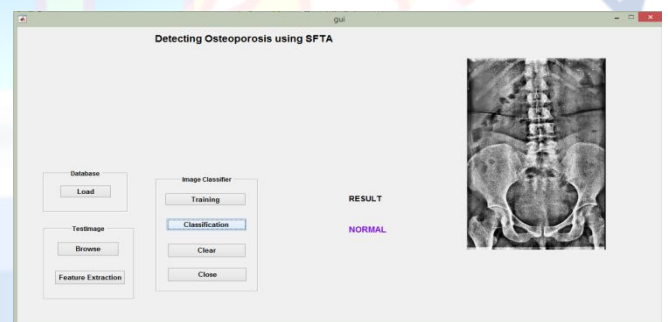 gui
Detecting Osteoporosis using SFTA
Database
Load
Testimage
Browse
Feature Extraction
Image Classifier
Training
Classification
Clear
Close
RESULT
NORMAL